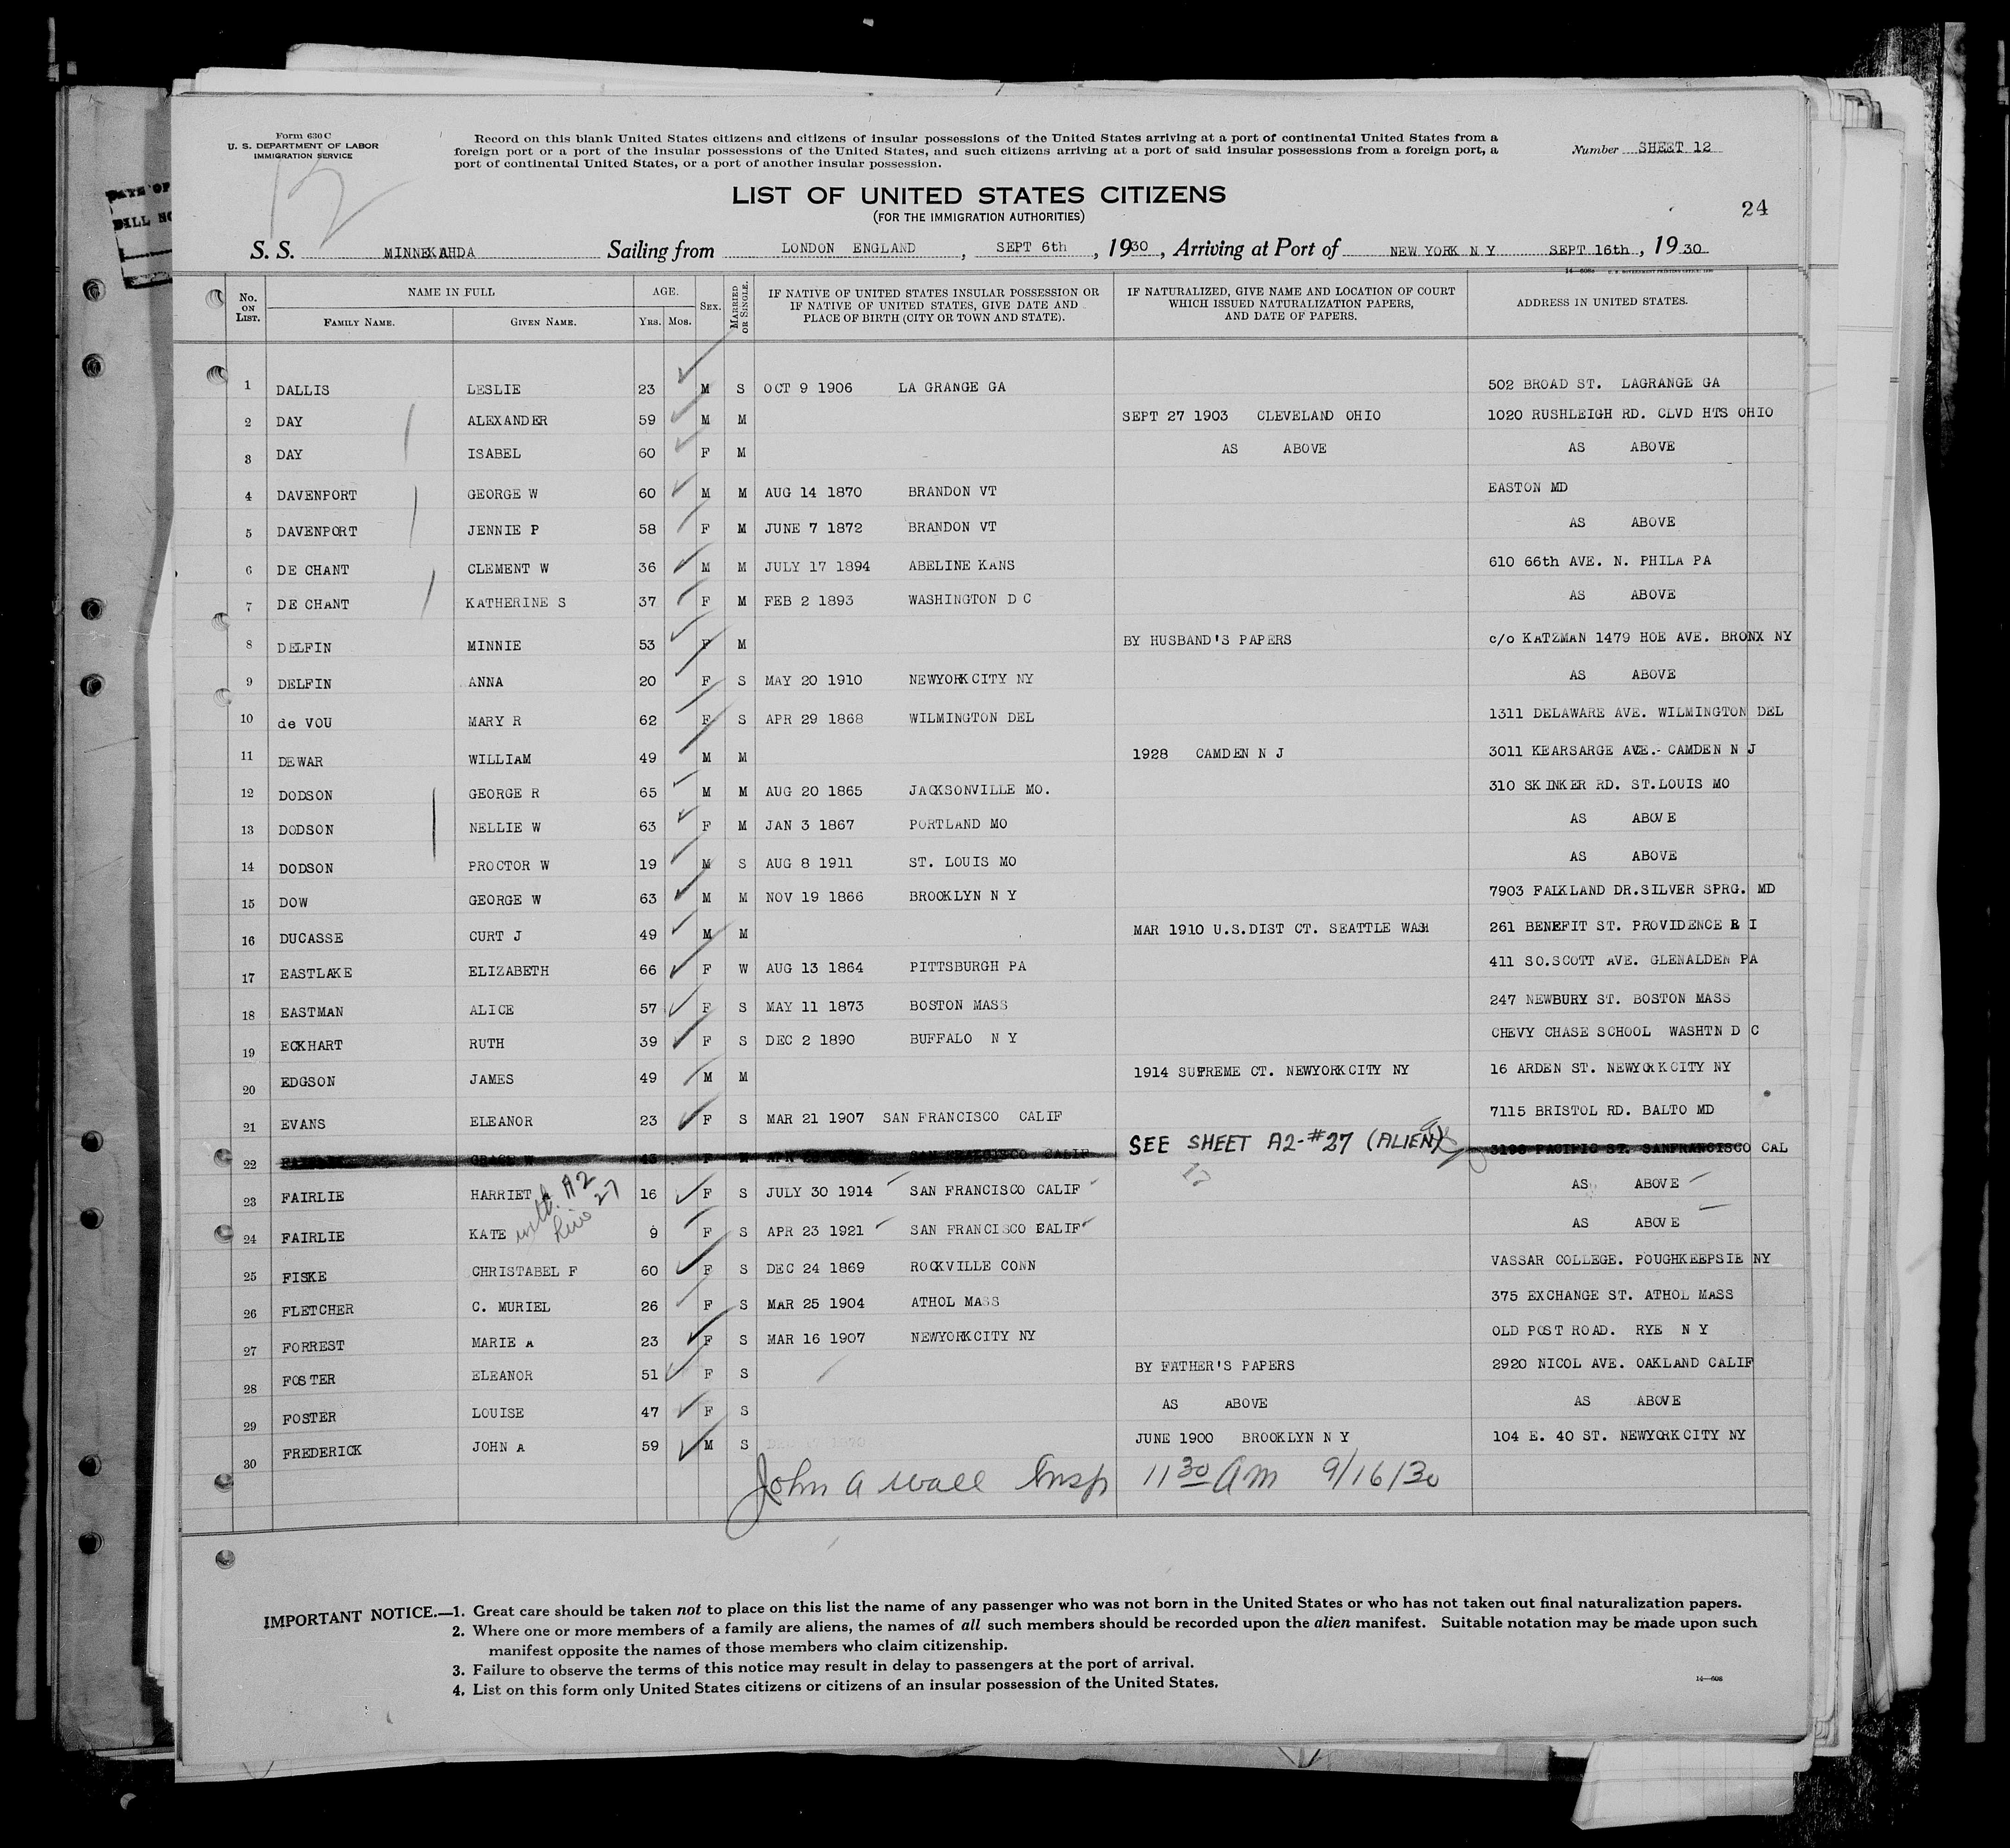 Form 630 C
U. S. DEPARTMENT OF LABOR
IMMIGRATION SERVICE
Record on this blank United States citizens and citizens of insular possessions of the United States arriving at a port of continental United States from a
foreign port or a port of the insular possessions of the United States, and such citizens arriving at a port of said insular possessions from a foreign port, a
port of continental United States, or a port of another insular possession.
Number SHEET 12
12
LIST OF UNITED STATES CITIZENS
(FOR THE IMMIGRATION AUTHORITIES)
24
S. S. MINNEKAHDA Sailing from LONDON ENGLAND, SEPT 6th, 1930, Arriving at Port of NEW YORK N Y SEPT 16th, 1930
No. ON LIST. NAME IN FULL FAMILY NAME. GIVEN NAME. AGE. YRS. MOS. SEX. MARRIED OR SINGLE. IF NATIVE OF UNITED STATES INSULAR POSSESSION OR IF NATIVE OF UNITED STATES, GIVE DATE AND PLACE OF BIRTH (CITY OR TOWN AND STATE). IF NATURALIZED, GIVE NAME AND LOCATION OF COURT WHICH ISSUED NATURALIZATION PAPERS, AND DATE OF PAPERS. ADDRESS IN UNITED STATES.
1 DALLIS LESLIE 23 M S OCT 9 1906 LA GRANGE GA 502 BROAD ST. LAGRANGE GA
2 DAY ALEXANDER 59 M M SEPT 27 1903 CLEVELAND OHIO 1020 RUSHLEIGH RD. CLVD HTS OHIO
3 DAY ISABEL 60 F M AS ABOVE AS ABOVE
4 DAVENPORT GEORGE W 60 M M AUG 14 1870 BRANDON VT EASTON MD
5 DAVENPORT JENNIE P 58 F M JUNE 7 1872 BRANDON VT AS ABOVE
6 DE CHANT CLEMENT W 36 M M JULY 17 1894 ABELINE KANS 610 66th AVE. N. PHILA PA
7 DE CHANT KATHERINE S 37 F M FEB 2 1893 WASHINGTON D C AS ABOVE
8 DELFIN MINNIE 53 F M BY HUSBAND'S PAPERS c/o KATZMAN 1479 HOE AVE. BRONX NY
9 DELFIN ANNA 20 F S MAY 20 1910 NEWYORK CITY NY AS ABOVE
10 de VOU MARY R 62 F S APR 29 1868 WILMINGTON DEL 1311 DELAWARE AVE. WILMINGTON DEL
11 DEWAR WILLIAM 49 M M 1928 CAMDEN N J 3011 KEARSARGE AVE.- CAMDEN N J
12 DODSON GEORGE R 65 M M AUG 20 1865 JACKSONVILLE MO. 310 SKINKER RD. ST.LOUIS MO
13 DODSON NELLIE W 63 F M JAN 3 1867 PORTLAND MO AS ABOVE
14 DODSON PROCTOR W 19 M S AUG 8 1911 ST. LOUIS MO AS ABOVE
15 DOW GEORGE W 63 M M NOV 19 1866 BROOKLYN N Y 7903 FALKLAND DR.SILVER SPRG. MD
16 DUCASSE CURT J 49 M M MAR 1910 U.S.DIST CT. SEATTLE WASH 261 BENEFIT ST. PROVIDENCE R I
17 EASTLAKE ELIZABETH 66 F W AUG 13 1864 PITTSBURGH PA 411 SO.SCOTT AVE. GLENALDEN PA
18 EASTMAN ALICE 57 F S MAY 11 1873 BOSTON MASS 247 NEWBURY ST. BOSTON MASS
19 ECKHART RUTH 39 F S DEC 2 1890 BUFFALO N Y CHEVY CHASE SCHOOL WASHTN D C
20 EDGSON JAMES 49 M M 1914 SUPREME CT. NEWYORK CITY NY 16 ARDEN ST. NEWYORK CITY NY
21 EVANS ELEANOR 23 F S MAR 21 1907 SAN FRANCISCO CALIF 7115 BRISTOL RD. BALTO MD
22 GRACE W SAN FRANCISCO CALIF SEE SHEET A2-#27 (ALIEN) 3198 PACIFIC ST. SANFRANCISCO CAL
23 FAIRLIE HARRIET A 16 F S JULY 30 1914 SAN FRANCISCO CALIF AS ABOVE
with A2
line 27
24 FAIRLIE KATE 9 F S APR 23 1921 SAN FRANCISCO CALIF AS ABOVE
25 FISKE CHRISTABEL F 60 F S DEC 24 1869 ROCKVILLE CONN VASSAR COLLEGE. POUGHKEEPSIE NY
26 FLETCHER C. MURIEL 26 F S MAR 25 1904 ATHOL MASS 375 EXCHANGE ST. ATHOL MASS
27 FORREST MARIE A 23 F S MAR 16 1907 NEWYORK CITY NY OLD POST ROAD. RYE N Y
28 FOSTER ELEANOR 51 F S BY FATHER'S PAPERS 2920 NICOL AVE. OAKLAND CALIF
29 FOSTER LOUISE 47 F S AS ABOVE AS ABOVE
30 FREDERICK JOHN A 59 M S JUNE 1900 BROOKLYN N Y 104 E. 40 ST. NEWYORK CITY NY
John A Wall Insp 11 30 AM 9/16/30
IMPORTANT NOTICE.—1. Great care should be taken not to place on this list the name of any passenger who was not born in the United States or who has not taken out final naturalization papers.
2. Where one or more members of a family are aliens, the names of all such members should be recorded upon the alien manifest. Suitable notation may be made upon such
manifest opposite the names of those members who claim citizenship.
3. Failure to observe the terms of this notice may result in delay to passengers at the port of arrival.
4. List on this form only United States citizens or citizens of an insular possession of the United States.
14—608